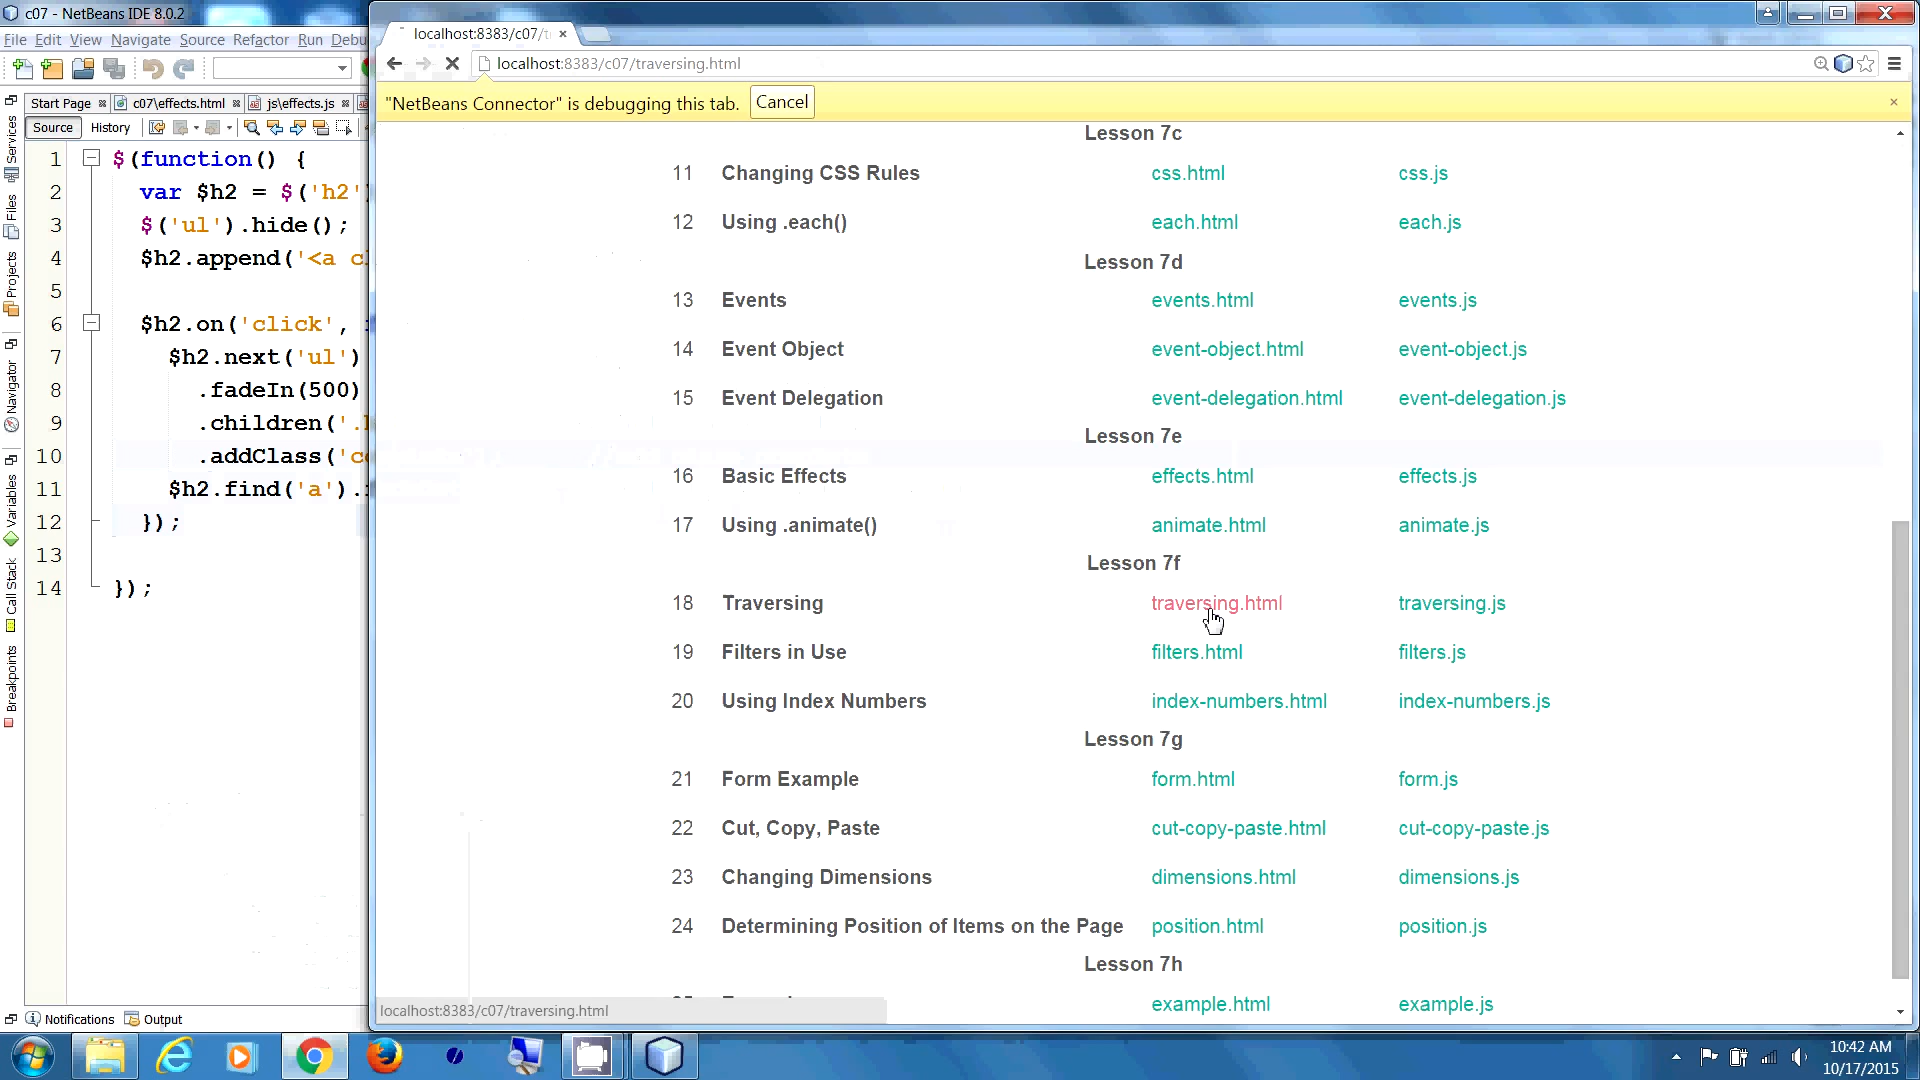 c07 - NetBeans IDE 8.0.2
File Edit View Navigate Source Refactor Run Debu
Start Page c07\effects.html js\effects.js
Source History
Services
Files
Projects
Navigator
Variables
Call Stack
Breakpoints
1 $(function() {
2 var $h2 = $('h2')
3 $('ul').hide();
4 $h2.append('<a c
5
6 $h2.on('click',
7 $h2.next('ul')
8 .fadeIn(500)
9 .children('.
10 .addClass('c
11 $h2.find('a').
12 });
13
14 });
Notifications Output
localhost:8383/c07/t
localhost:8383/c07/traversing.html
"NetBeans Connector" is debugging this tab. Cancel
Lesson 7c
11 Changing CSS Rules css.html css.js
12 Using .each() each.html each.js
Lesson 7d
13 Events events.html events.js
14 Event Object event-object.html event-object.js
15 Event Delegation event-delegation.html event-delegation.js
Lesson 7e
16 Basic Effects effects.html effects.js
17 Using .animate() animate.html animate.js
Lesson 7f
18 Traversing traversing.html traversing.js
19 Filters in Use filters.html filters.js
20 Using Index Numbers index-numbers.html index-numbers.js
Lesson 7g
21 Form Example form.html form.js
22 Cut, Copy, Paste cut-copy-paste.html cut-copy-paste.js
23 Changing Dimensions dimensions.html dimensions.js
24 Determining Position of Items on the Page position.html position.js
Lesson 7h
example.html example.js
localhost:8383/c07/traversing.html
10:42 AM
10/17/2015